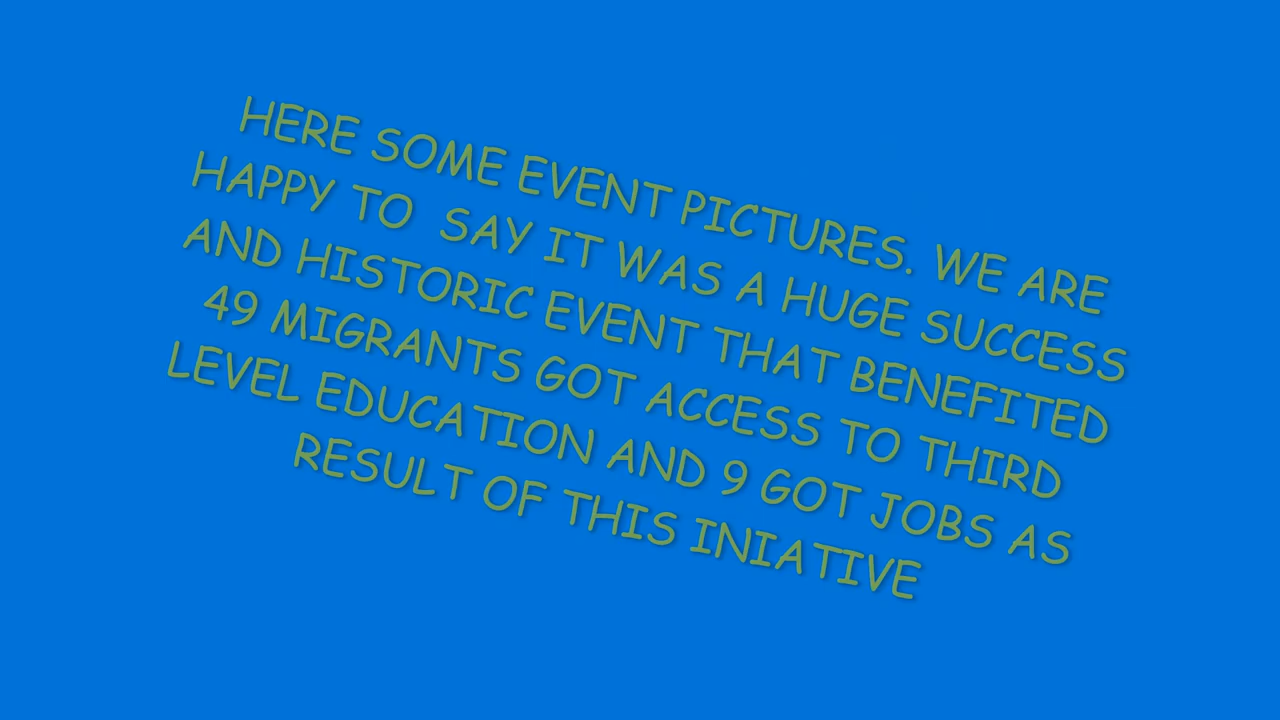 HERE SOME EVENT PICTURES. WE ARE
HAPPY TO  SAY IT WAS A HUGE SUCCESS
AND HISTORIC EVENT THAT BENEFITED
49 MIGRANTS GOT ACCESS TO THIRD
LEVEL EDUCATION AND 9 GOT JOBS AS
RESULT OF THIS INIATIVE